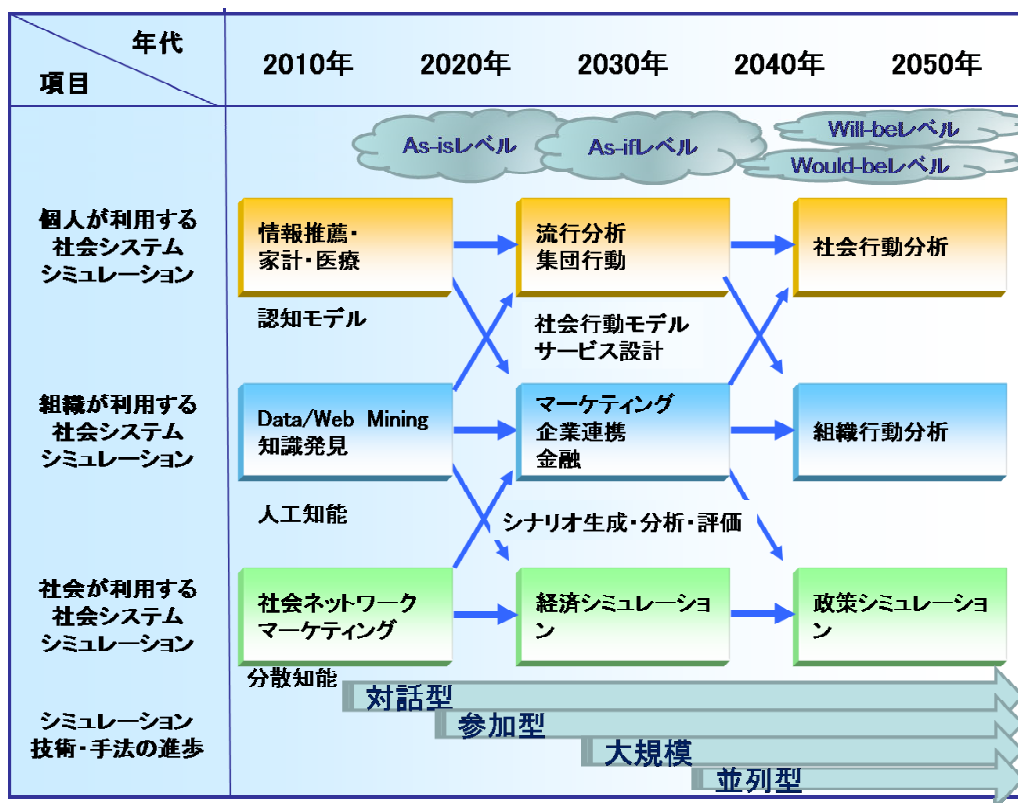 年代
項目
2010年 2020年 2030年 2040年 2050年
As-isレベル
As-ifレベル
Will-beレベル
Would-beレベル
個人が利用する
社会システム
シミュレーション
情報推薦・
家計・医療
流行分析
集団行動
社会行動分析
認知モデル
社会行動モデル
サービス設計
組織が利用する
社会システム
シミュレーション
Data/Web Mining
知識発見
マーケティング
企業連携
金融
組織行動分析
人工知能
シナリオ生成・分析・評価
社会が利用する
社会システム
シミュレーション
社会ネットワーク
マーケティング
経済シミュレーショ
ン
政策シミュレーショ
ン
分散知能
シミュレーション
技術・手法の進歩
対話型
参加型
大規模
並列型